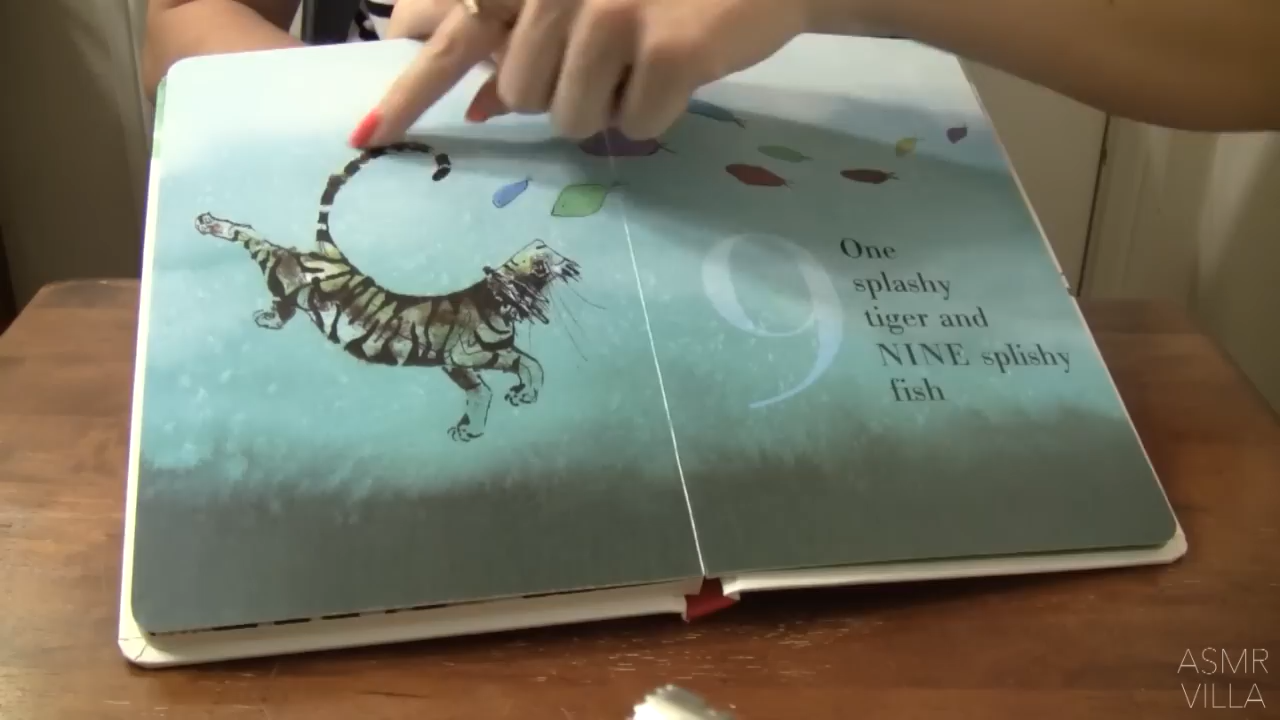 9
One
splashy
tiger and
NINE splishy
fish
ASMR
VILLA